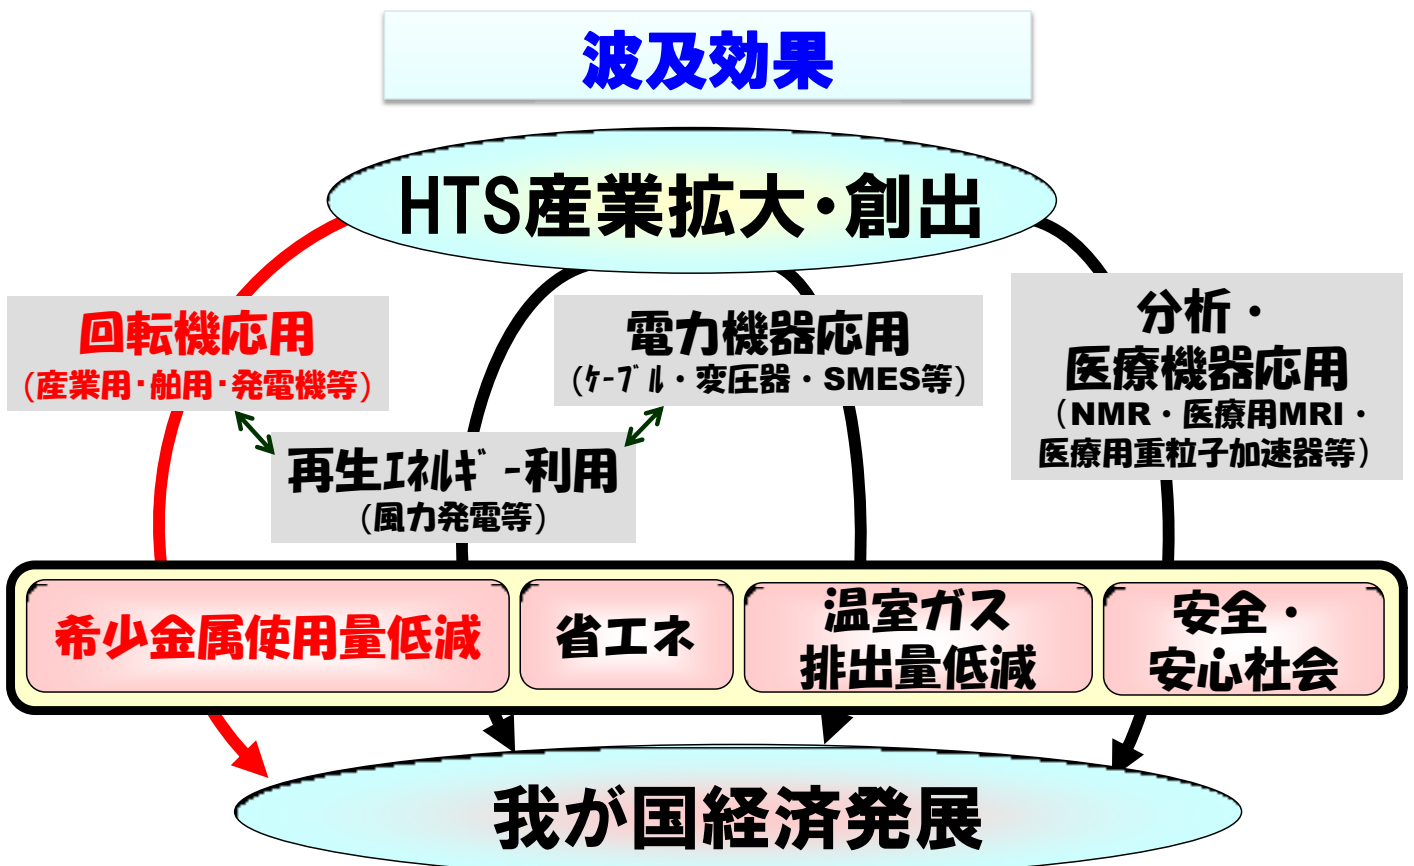 波及効果
HTS産業拡大・創出
回転機応用
(産業用・舶用・発電機等)
電力機器応用
(ｹｰﾌﾞﾙ・変圧器・SMES等)
分析・
医療機器応用
(NMR・医療用MRI・
医療用重粒子加速器等)
再生ｴﾈﾙｷﾞｰ利用
(風力発電等)
希少金属使用量低減
省エネ
温室ガス
排出量低減
安全・
安心社会
我が国経済発展